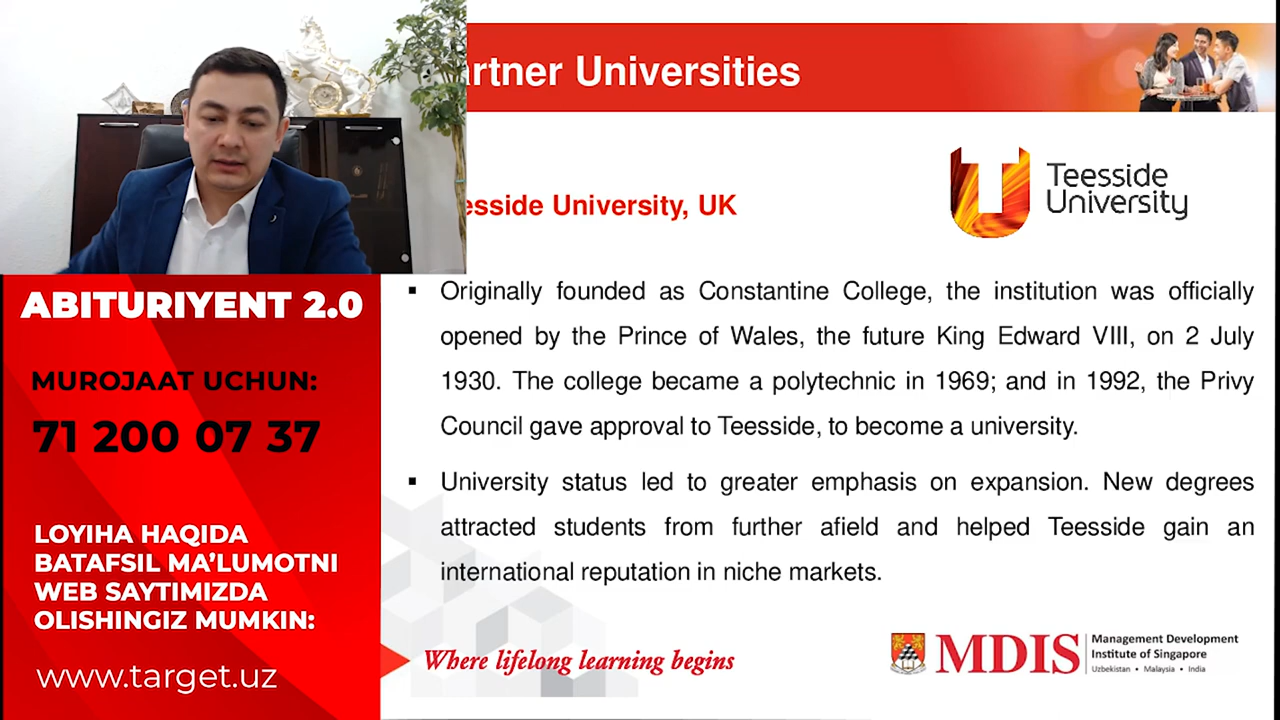 artner Universities
esside University, UK
Teesside
University
Originally founded as Constantine College, the institution was officially
opened by the Prince of Wales, the future King Edward VIII, on 2 July
1930. The college became a polytechnic in 1969; and in 1992, the Privy
Council gave approval to Teesside, to become a university.
University status led to greater emphasis on expansion. New degrees
attracted students from further afield and helped Teesside gain an
international reputation in niche markets.
ABITURIYENT 2.0
MUROJAAT UCHUN:
71 200 07 37
LOYIHA HAQIDA
BATAFSIL MA’LUMOTNI
WEB SAYTIMIZDA
OLISHINGIZ MUMKIN:
www.target.uz
Where lifelong learning begins
MDIS
Management Development
Institute of Singapore
Uzbekistan • Malaysia • India